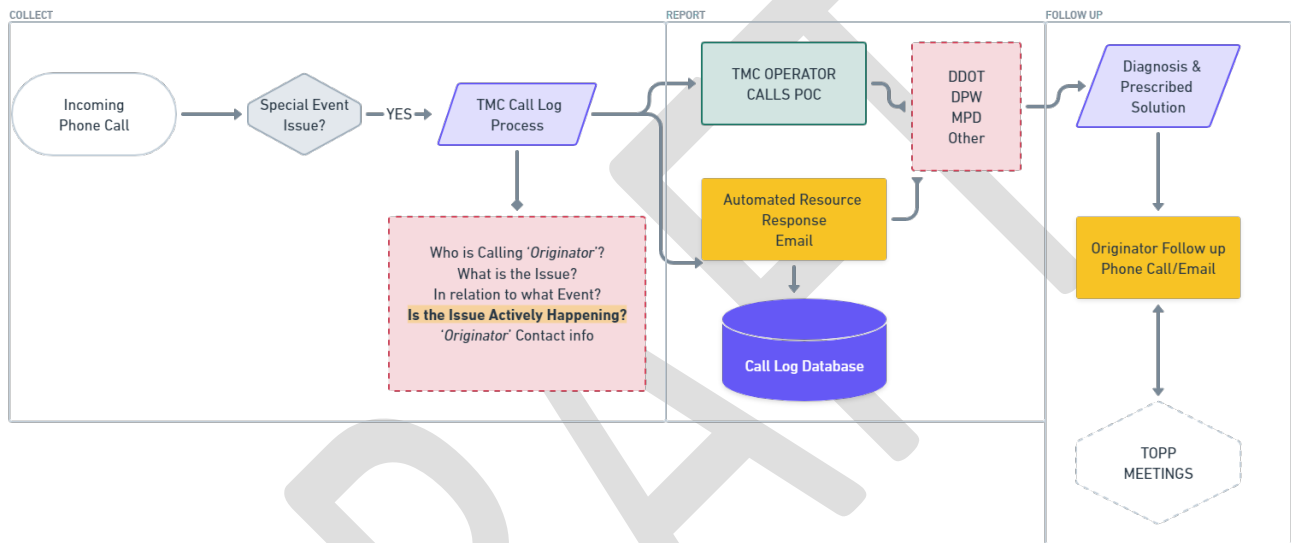 COLLECT
REPORT
FOLLOW UP
Incoming
Phone Call
Special Event
Issue?
YES
TMC Call Log
Process
Who is Calling ‘Originator’?
What is the Issue?
In relation to what Event?
Is the Issue Actively Happening?
‘Originator’ Contact info
TMC OPERATOR
CALLS POC
Automated Resource
Response
Email
Call Log Database
DDOT
DPW
MPD
Other
Diagnosis &
Prescribed
Solution
Originator Follow up
Phone Call/Email
TOPP
MEETINGS
DRAFT